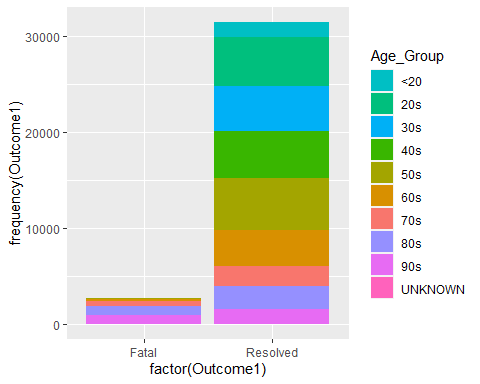 frequency(Outcome1)
30000
20000
10000
0
Fatal Resolved
factor(Outcome1)
Age_Group
<20
20s
30s
40s
50s
60s
70s
80s
90s
UNKNOWN